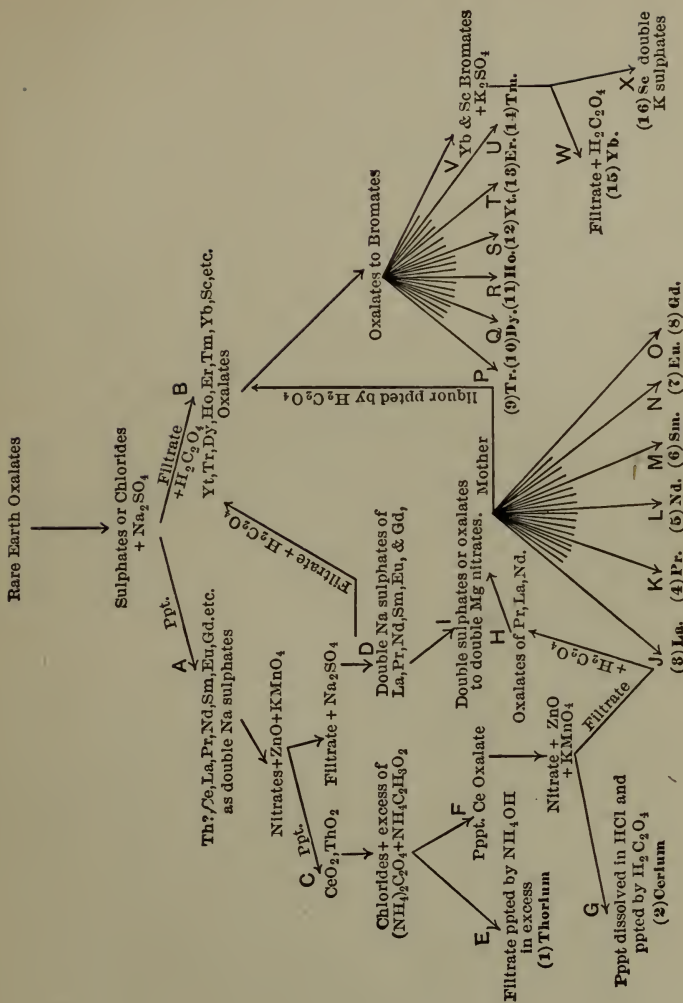 Rare Earth Oxalates
Sulphates or Chlorides
+ Na₂SO₄
Ppt.
Filtrate
+H₂C₂O₄
A
Th?,Ce,La,Pr,Nd,Sm,Eu,Gd.etc.
as double Na sulphates
B
Yt,Tr,Dy,Ho,Er,Tm,Yb,Sc,etc.
Oxalates
Nitrates+ZnO+KMnO₄
Ppt.
Filtrate + Na₂SO₄
Filtrate + H₂C₂O₄
C
CeO₂,ThO₂
D
Double Na sulphates of
La,Pr,Nd,Sm,Eu, & Gd,
Chlorides+ excess of
(NH₄)₂C₂O₄+NH₄C₂H₃O₂
E
Filtrate ppted by NH₄OH
in excess
(1) Thorium
F
Pppt. Ce Oxalate
Nitrate + ZnO
+ KMnO₄
G
Pppt dissolved in HCl and
ppted by H₂C₂O₄
(2) Cerium
Filtrate
+H₂C₂O₄
H
Oxalates of Pr,La,Nd.
I
Double sulphates or oxalates
to double Mg nitrates.
Mother
liquor ppted by H₂C₂O₄
J K L M N O
(3) La. (4) Pr. (5) Nd. (6) Sm. (7) Eu. (8) Gd.
Oxalates to Bromates
P Q R S T U V
(9)Tr.(10)Dy.(11)Ho.(12)Yt.(13)Er.(14)Tm.
Yb & Sc Bromates
+K₂SO₄
W
Filtrate + H₂C₂O₄
(15) Yb.
X
(16) Sc double
K sulphates